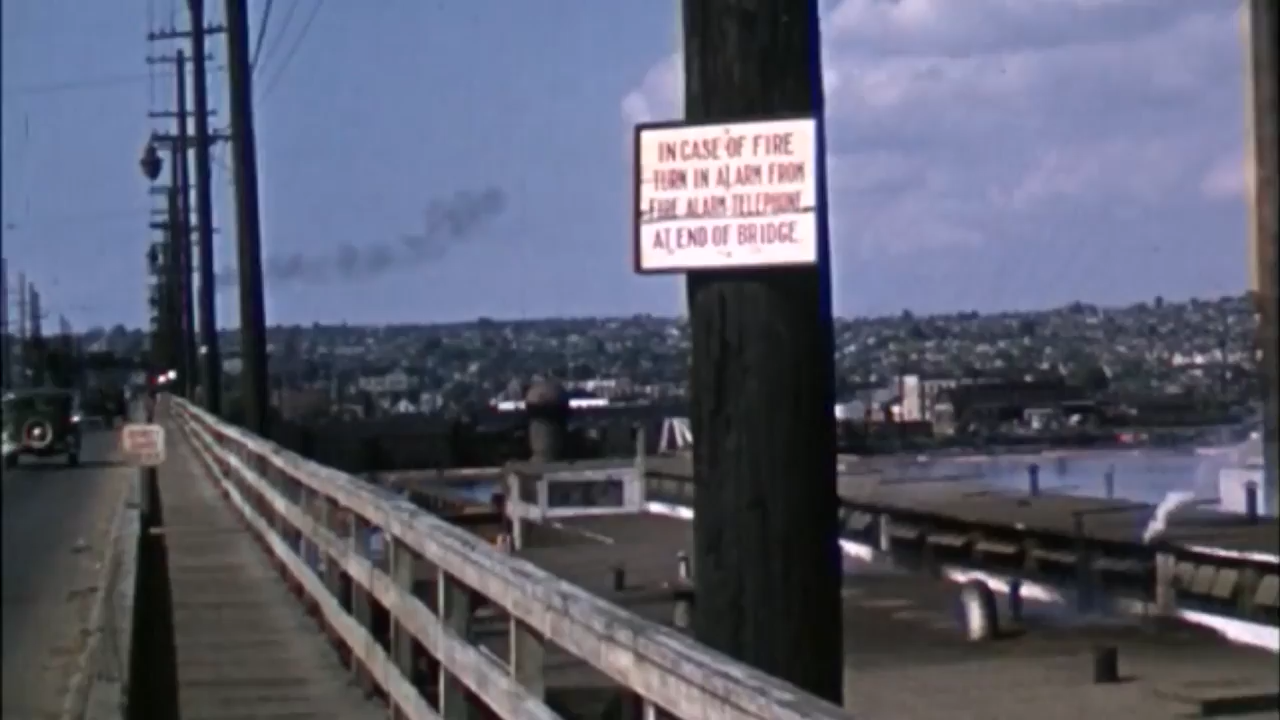 IN CASE OF FIRE
TURN IN ALARM FROM
FIRE ALARM TELEPHONE
AT END OF BRIDGE